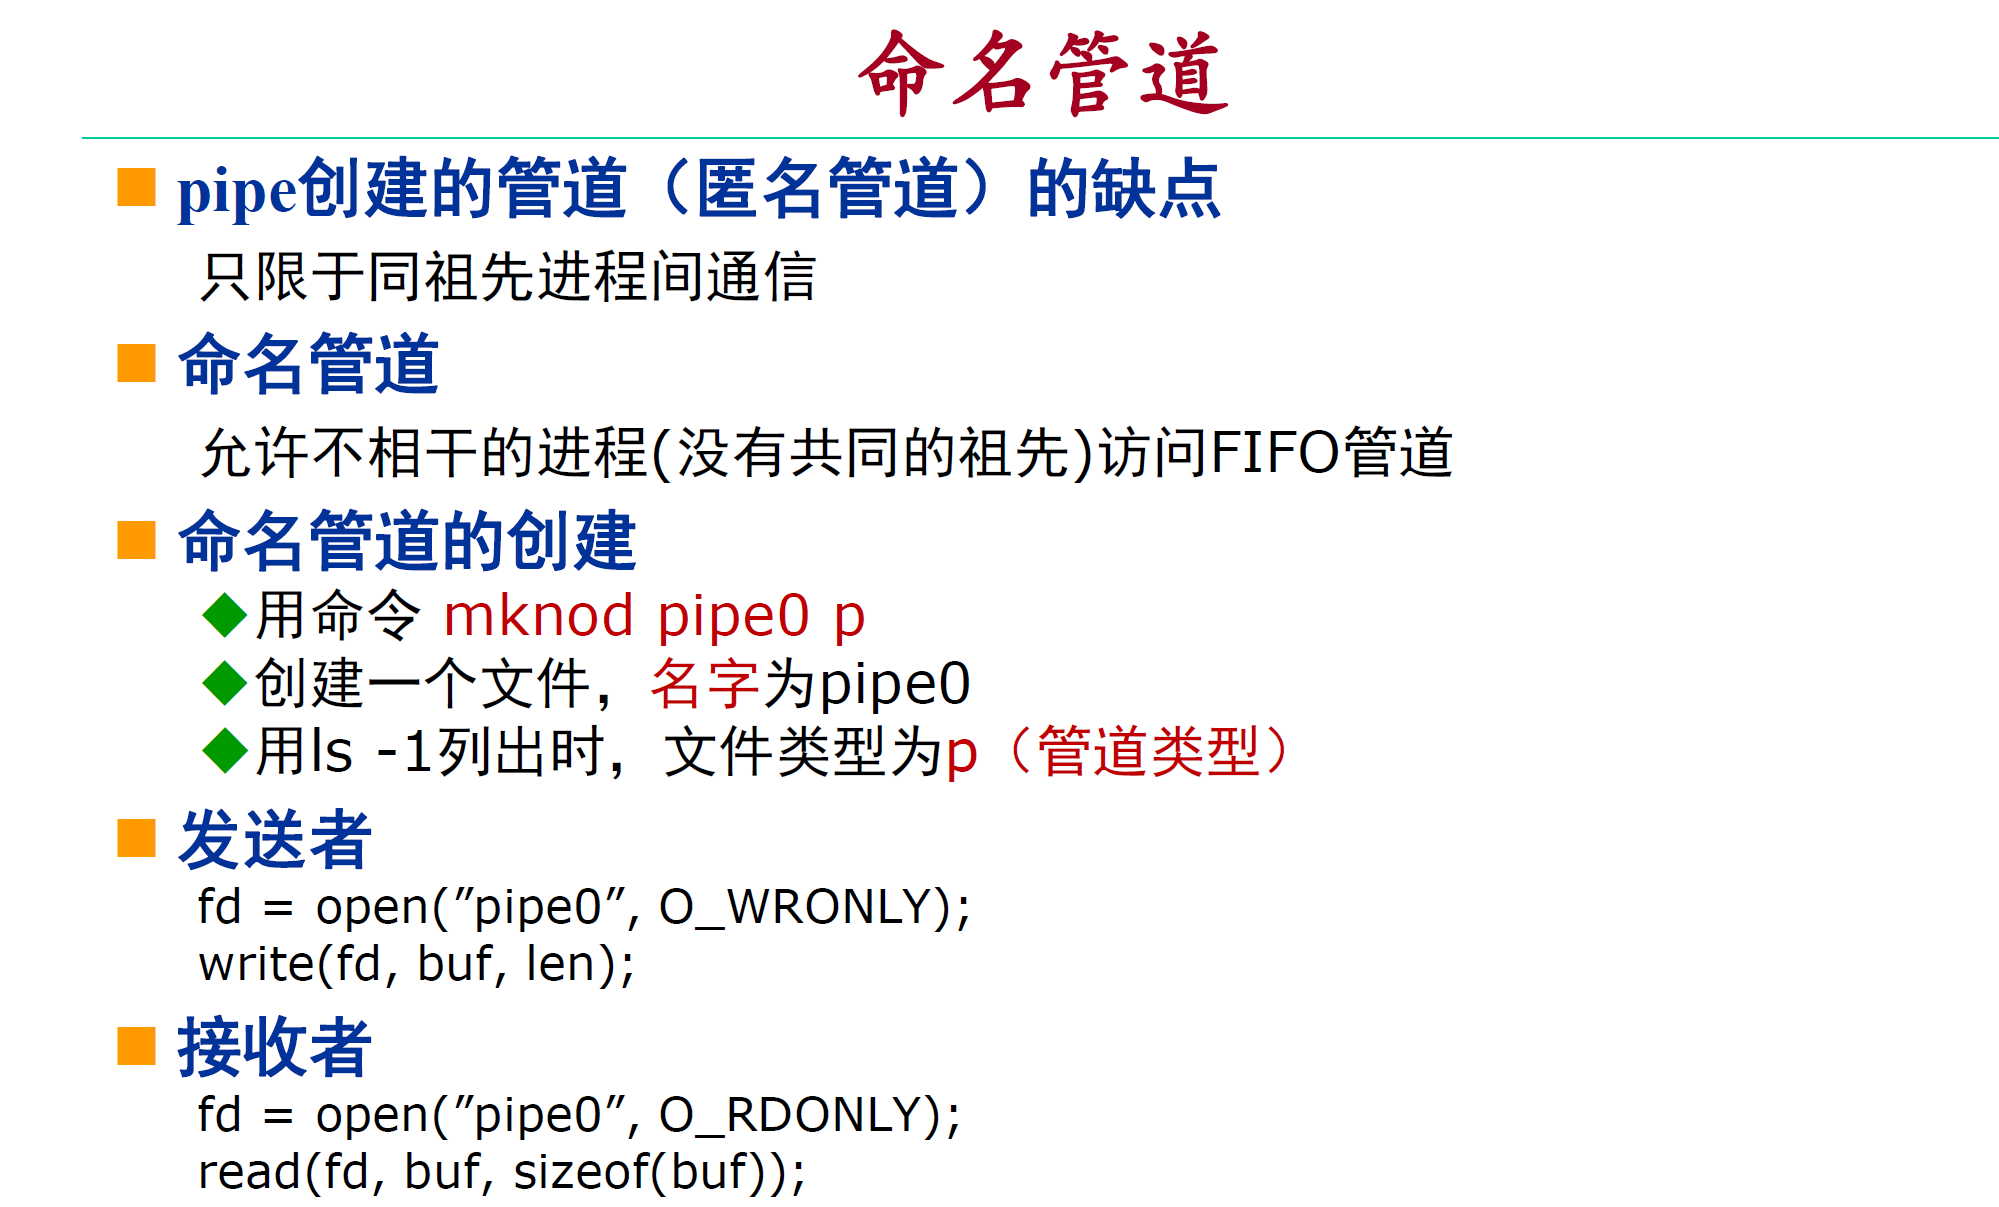 命名管道
pipe创建的管道（匿名管道）的缺点
只限于同祖先进程间通信
命名管道
允许不相干的进程(没有共同的祖先)访问FIFO管道
命名管道的创建
用命令 mknod pipe0 p
创建一个文件，名字为pipe0
用ls -1列出时，文件类型为p（管道类型）
发送者
fd = open(”pipe0”, O_WRONLY);
write(fd, buf, len);
接收者
fd = open(”pipe0”, O_RDONLY);
read(fd, buf, sizeof(buf));